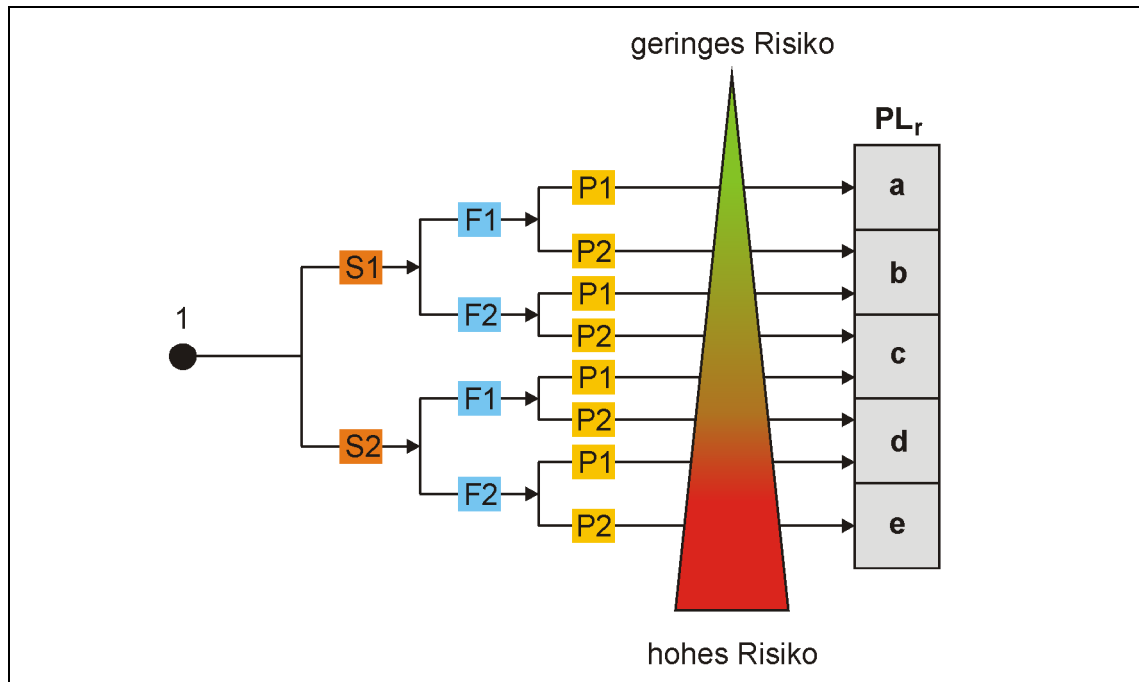 geringes Risiko
PLr
P1
a
F1
P2
b
S1
P1
F2
P2
c
1
P1
F1
P2
d
S2
P1
F2
P2
e
hohes Risiko